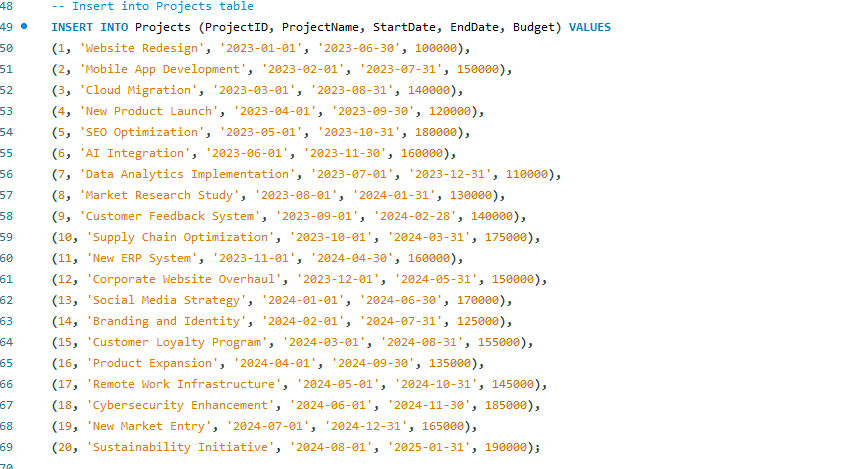 48 -- Insert into Projects table
49 INSERT INTO Projects (ProjectID, ProjectName, StartDate, EndDate, Budget) VALUES
50 (1, 'Website Redesign', '2023-01-01', '2023-06-30', 100000),
51 (2, 'Mobile App Development', '2023-02-01', '2023-07-31', 150000),
52 (3, 'Cloud Migration', '2023-03-01', '2023-08-31', 140000),
53 (4, 'New Product Launch', '2023-04-01', '2023-09-30', 120000),
54 (5, 'SEO Optimization', '2023-05-01', '2023-10-31', 180000),
55 (6, 'AI Integration', '2023-06-01', '2023-11-30', 160000),
56 (7, 'Data Analytics Implementation', '2023-07-01', '2023-12-31', 110000),
57 (8, 'Market Research Study', '2023-08-01', '2024-01-31', 130000),
58 (9, 'Customer Feedback System', '2023-09-01', '2024-02-28', 140000),
59 (10, 'Supply Chain Optimization', '2023-10-01', '2024-03-31', 175000),
60 (11, 'New ERP System', '2023-11-01', '2024-04-30', 160000),
61 (12, 'Corporate Website Overhaul', '2023-12-01', '2024-05-31', 150000),
62 (13, 'Social Media Strategy', '2024-01-01', '2024-06-30', 170000),
63 (14, 'Branding and Identity', '2024-02-01', '2024-07-31', 125000),
64 (15, 'Customer Loyalty Program', '2024-03-01', '2024-08-31', 155000),
65 (16, 'Product Expansion', '2024-04-01', '2024-09-30', 135000),
66 (17, 'Remote Work Infrastructure', '2024-05-01', '2024-10-31', 145000),
67 (18, 'Cybersecurity Enhancement', '2024-06-01', '2024-11-30', 185000),
68 (19, 'New Market Entry', '2024-07-01', '2024-12-31', 165000),
69 (20, 'Sustainability Initiative', '2024-08-01', '2025-01-31', 190000);
70